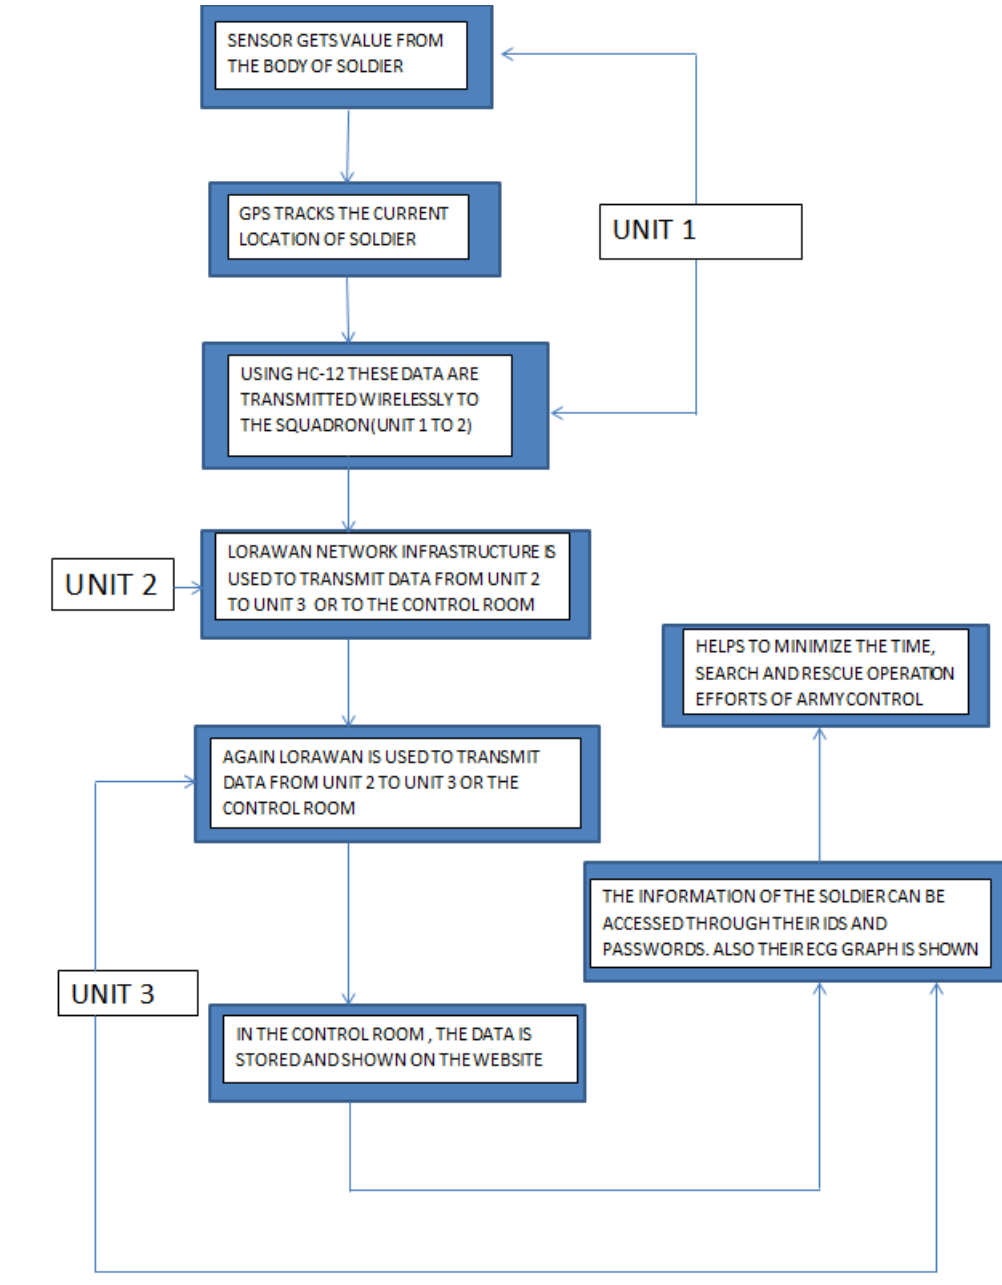 SENSOR GETS VALUE FROM
THE BODY OF SOLDIER
GPS TRACKS THE CURRENT
LOCATION OF SOLDIER
UNIT 1
USING HC-12 THESE DATA ARE
TRANSMITTED WIRELESSLY TO
THE SQUADRON(UNIT 1 TO 2)
LORAWAN NETWORK INFRASTRUCTURE IS
USED TO TRANSMIT DATA FROM UNIT 2
TO UNIT 3 OR TO THE CONTROL ROOM
UNIT 2
HELPS TO MINIMIZE THE TIME,
SEARCH AND RESCUE OPERATION
EFFORTS OF ARMY CONTROL
AGAIN LORAWAN IS USED TO TRANSMIT
DATA FROM UNIT 2 TO UNIT 3 OR THE
CONTROL ROOM
THE INFORMATION OF THE SOLDIER CAN BE
ACCESSED THROUGH THEIR IDS AND
PASSWORDS. ALSO THEIR ECG GRAPH IS SHOWN
UNIT 3
IN THE CONTROL ROOM , THE DATA IS
STORED AND SHOWN ON THE WEBSITE